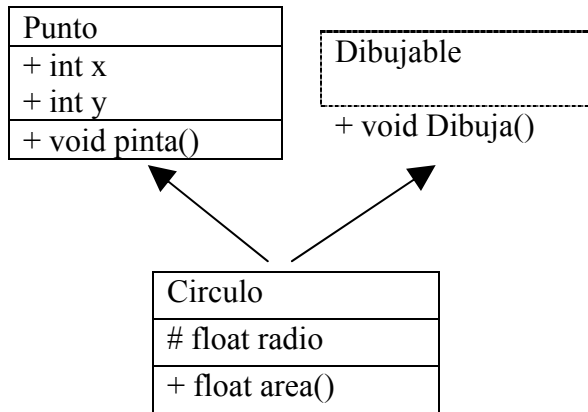 Punto
+ int x
+ int y
+ void pinta()
Dibujable
+ void Dibuja()
Circulo
# float radio
+ float area()